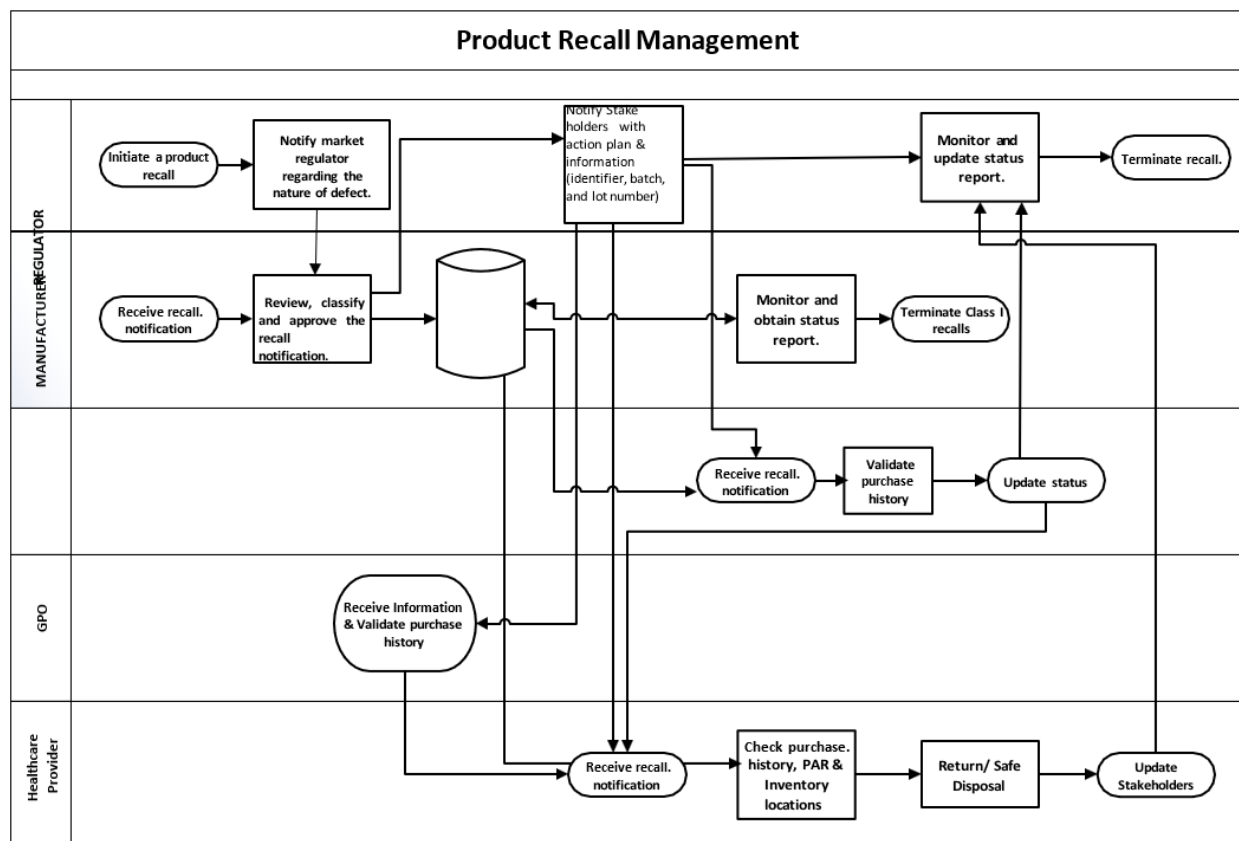 Product Recall Management
REGULATOR
MANUFACTURER
GPO
Healthcare
Provider
Initiate a product
recall
Notify market
regulator
regarding the
nature of defect.
Notify Stake
holders with
action plan &
information
(identifier, batch,
and lot number)
Monitor and
update status
report.
Terminate recall.
Receive recall.
notification
Review, classify
and approve the
recall
notification.
Monitor and
obtain status
report.
Terminate Class I
recalls
Receive recall.
notification
Validate
purchase
history
Update status
Receive Information
& Validate purchase
history
Receive recall.
notification
Check purchase.
history, PAR &
Inventory
locations
Return/ Safe
Disposal
Update
Stakeholders